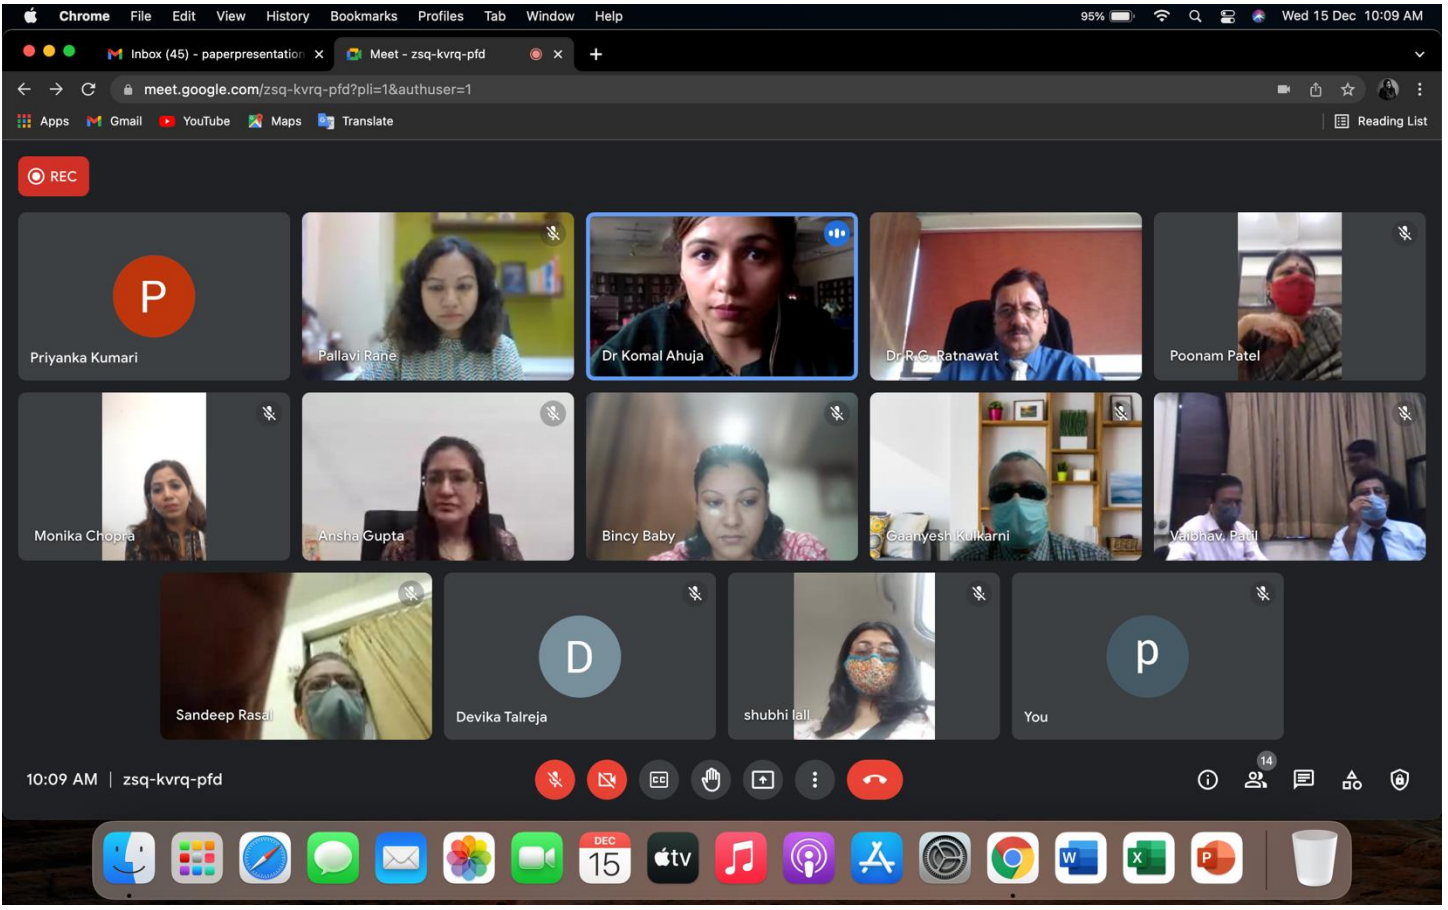 Chrome File Edit View History Bookmarks Profiles Tab Window Help 95% Wed 15 Dec 10:09 AM
Inbox (45) - paperpresentation Meet - zsq-kvrq-pfd
meet.google.com/zsq-kvrq-pfd?pli=1&authuser=1
Apps Gmail YouTube Maps Translate Reading List
REC
P
Priyanka Kumari Pallavi Rane Dr Komal Ahuja Dr R.G. Ratnawat Poonam Patel
Monika Chopra Ansha Gupta Bincy Baby Gaanyesh Kulkarni Vaibhav. Patil
D p
Sandeep Rasal Devika Talreja shubhi lall You
10:09 AM | zsq-kvrq-pfd CC 14
DEC
15 tv W X P